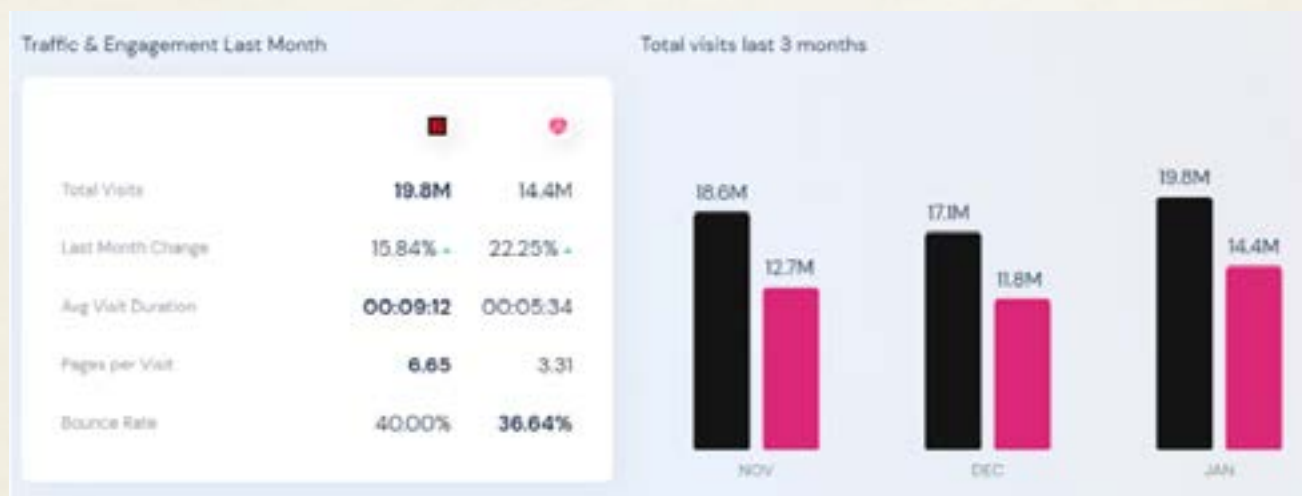 Traffic & Engagement Last Month
Total Visits 19.8M 14.4M
Last Month Change 15.84% 22.25%
Avg Visit Duration 00:09:12 00:05:34
Pages per Visit 6.65 3.31
Bounce Rate 40.00% 36.64%
Total visits last 3 months
18.6M 12.7M 17.1M 11.8M 19.8M 14.4M
NOV DEC JAN